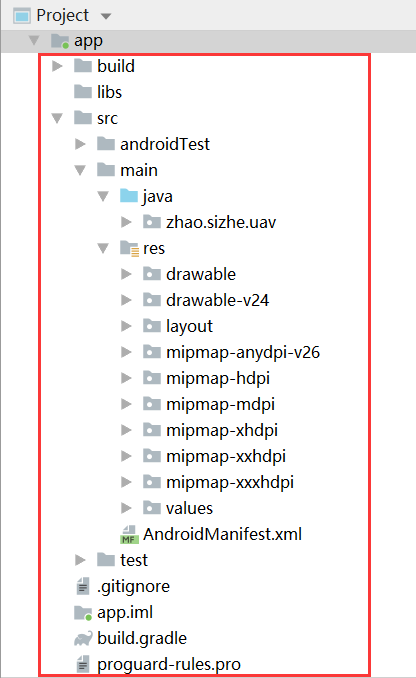 Project
app
build
libs
src
androidTest
main
java
zhao.sizhe.uav
res
drawable
drawable-v24
layout
mipmap-anydpi-v26
mipmap-hdpi
mipmap-mdpi
mipmap-xhdpi
mipmap-xxhdpi
mipmap-xxxhdpi
values
MF AndroidManifest.xml
test
.gitignore
app.iml
build.gradle
proguard-rules.pro